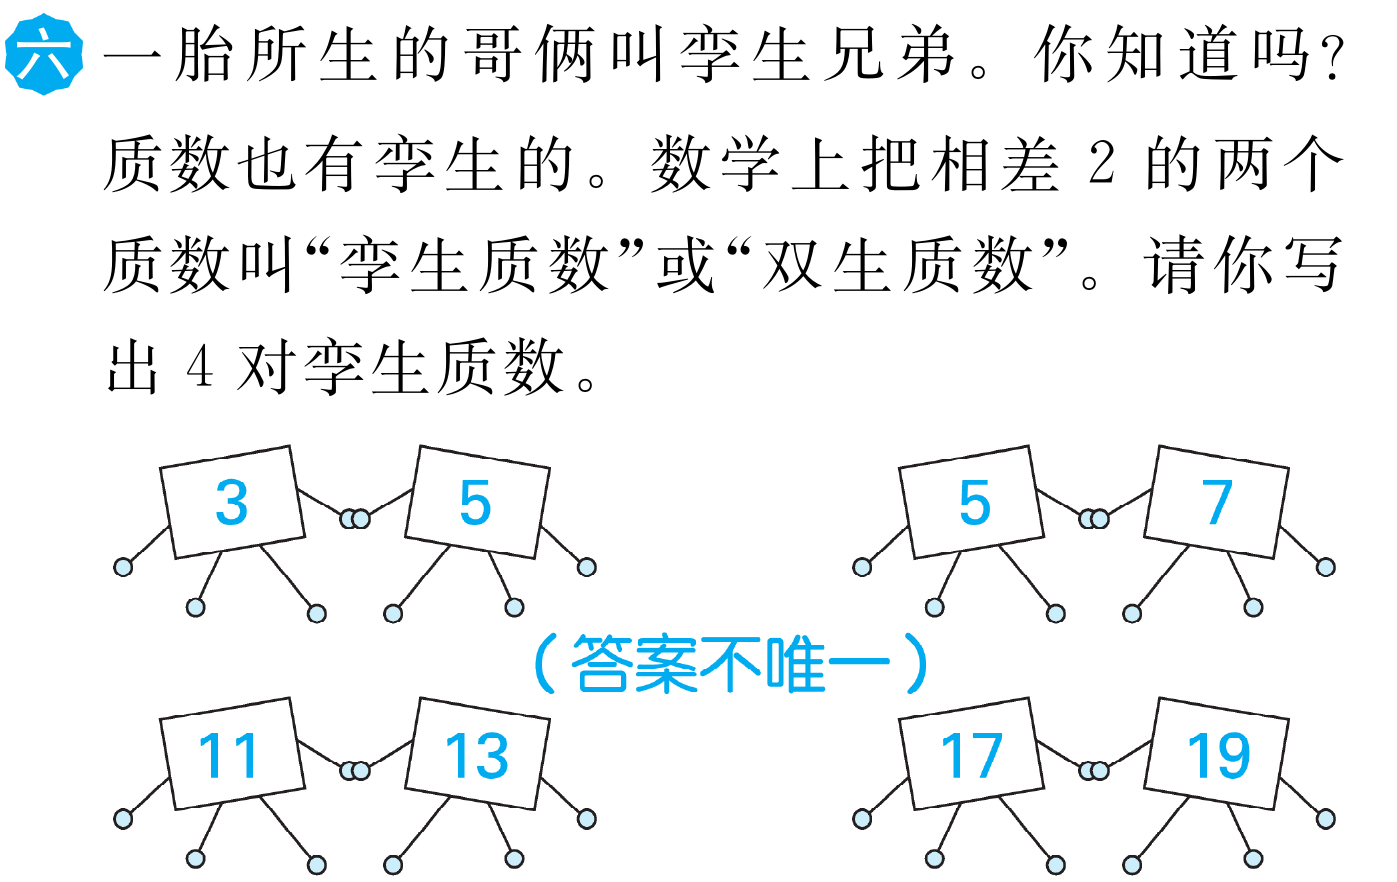 六 一胎所生的哥俩叫孪生兄弟。你知道吗?
质数也有孪生的。数学上把相差 2 的两个
质数叫“孪生质数”或“双生质数”。请你写
出 4 对孪生质数。
3 5 5 7
(答案不唯一)
11 13 17 19